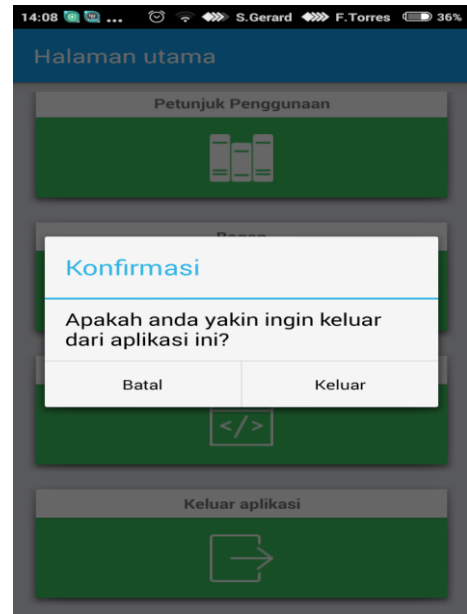 14:08 ... S.Gerard F.Torres 36%
Halaman utama
Petunjuk Penggunaan
Konfirmasi
Apakah anda yakin ingin keluar
dari aplikasi ini?
Batal Keluar
</>
Keluar aplikasi